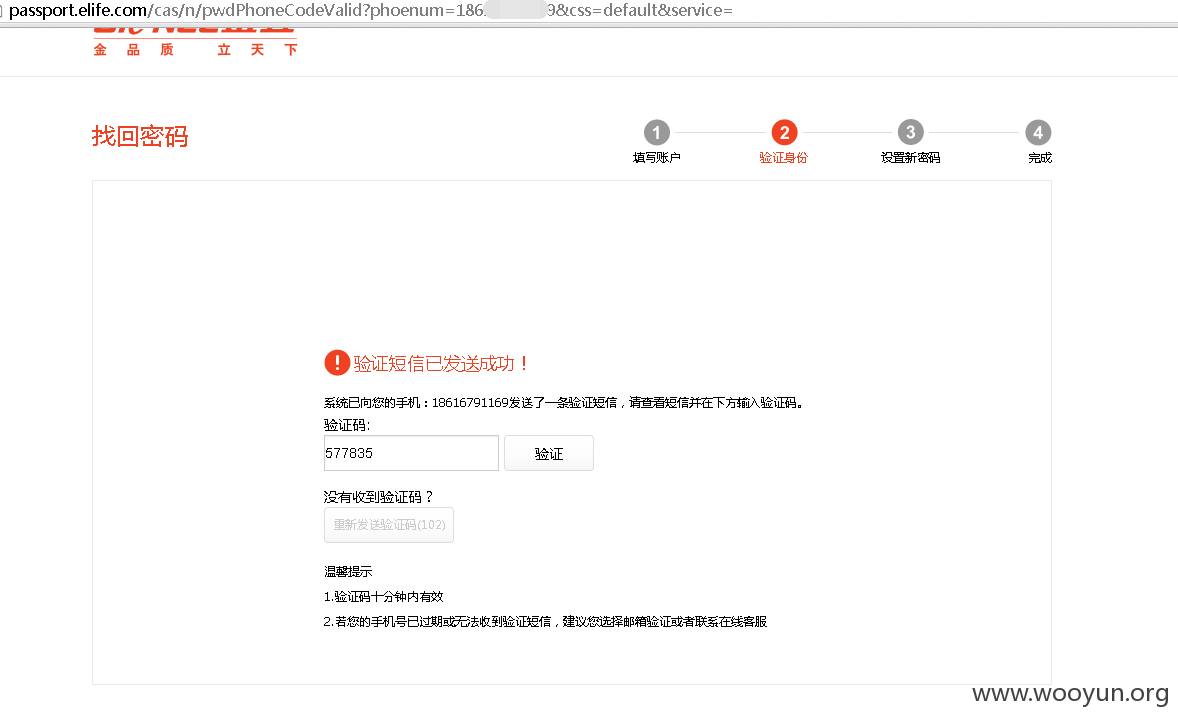 passport.elife.com/cas/n/pwdPhoneCodeValid?phoenum=186 9&css=default&service=
金 品 质 立 天 下
找回密码
1 2 3 4
填写账户 验证身份 设置新密码 完成
! 验证短信已发送成功！
系统已向您的手机：18616791169发送了一条验证短信，请查看短信并在下方输入验证码。
验证码:
577835 验证
没有收到验证码？
重新发送验证码(102)
温馨提示
1.验证码十分钟内有效
2.若您的手机号已过期或无法收到验证短信，建议您选择邮箱验证或者联系在线客服
www.wooyun.org